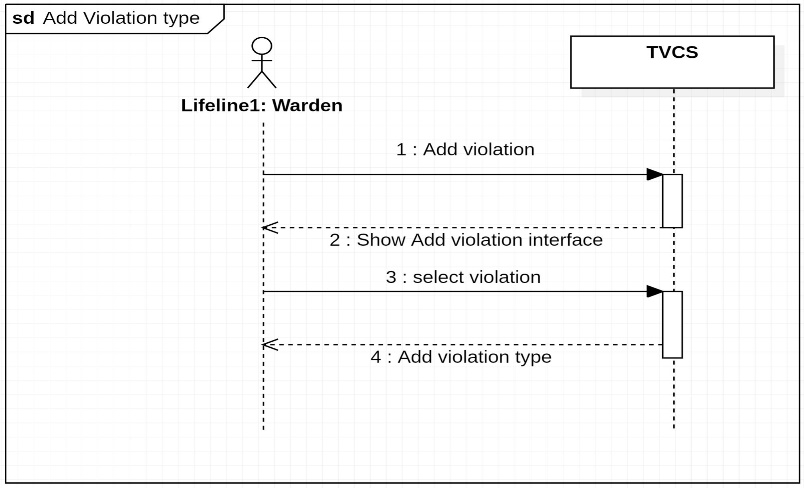 sd Add Violation type
TVCS
Lifeline1: Warden
1 : Add violation
2 : Show Add violation interface
3 : select violation
4 : Add violation type